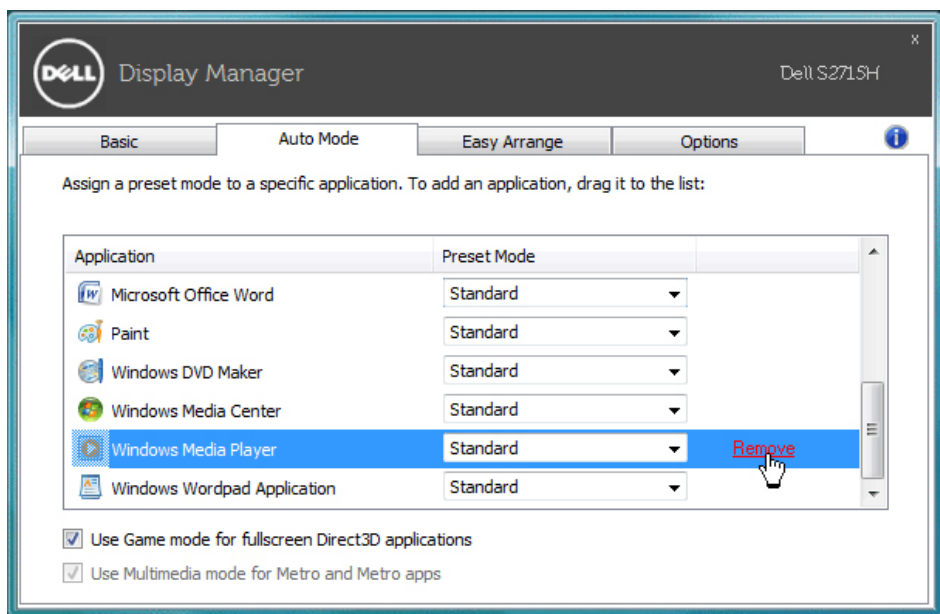 x
DELL Display Manager
Dell S2715H
Basic Auto Mode Easy Arrange Options
Assign a preset mode to a specific application. To add an application, drag it to the list:
Application Preset Mode
Microsoft Office Word Standard
Paint Standard
Windows DVD Maker Standard
Windows Media Center Standard
Windows Media Player Standard Remove
Windows Wordpad Application Standard
Use Game mode for fullscreen Direct3D applications
Use Multimedia mode for Metro and Metro apps